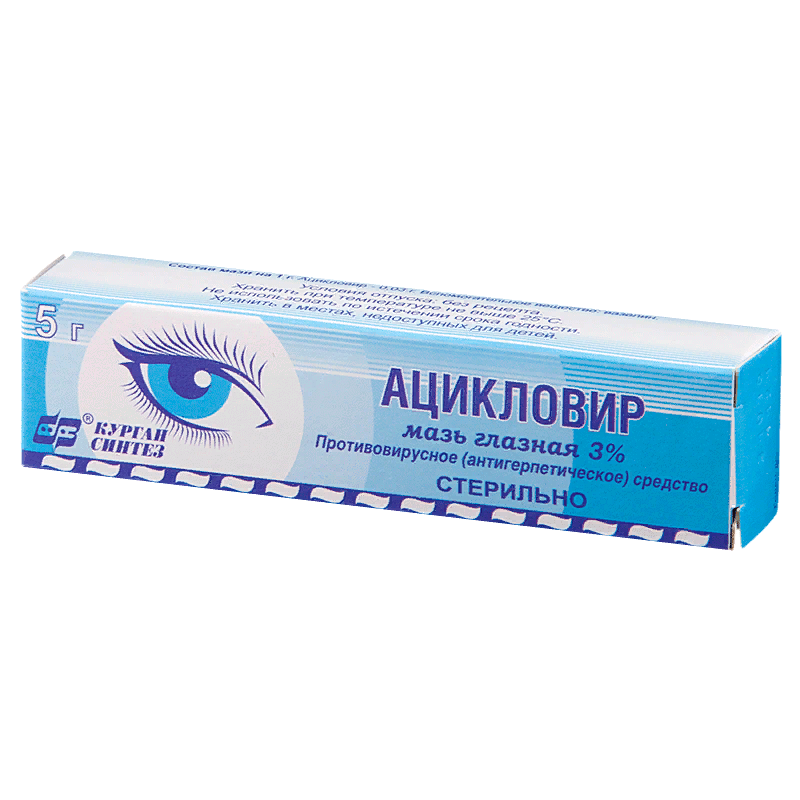 Состав мази на 1 г: Ацикловир - 0,03 г. Вспомогательное вещество: вазелин.
Условия отпуска: без рецепта.
Хранить при температуре не выше 25°С.
Не использовать по истечении срока годности.
Хранить в местах, недоступных для детей.
5 г
АЦИКЛОВИР
мазь глазная 3%
Противовирусное (антигерпетическое) средство
СТЕРИЛЬНО
®
КУРГАН
СИНТЕЗ